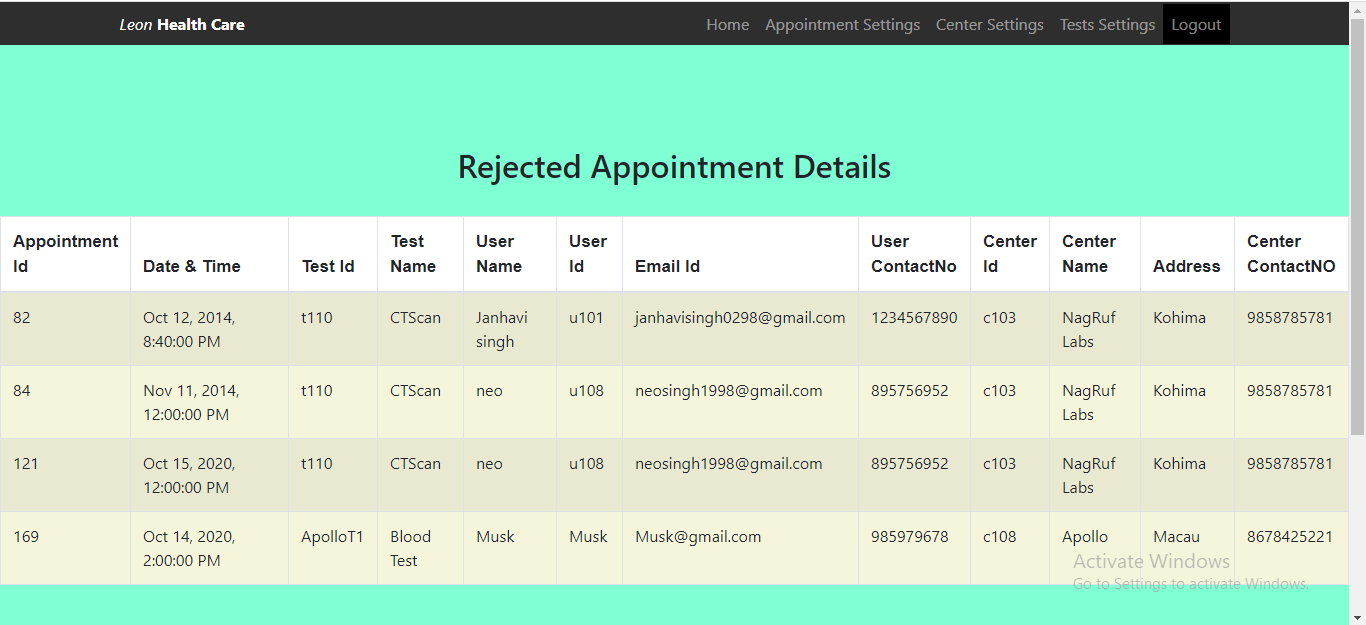 Leon Health Care Home Appointment Settings Center Settings Tests Settings Logout
Rejected Appointment Details
Appointment Id Date & Time Test Id Test Name User Name User Id Email Id User ContactNo Center Id Center Name Address Center ContactNO
82 Oct 12, 2014, 8:40:00 PM t110 CTScan Janhavi singh u101 janhavisingh0298@gmail.com 1234567890 c103 NagRuf Labs Kohima 9858785781
84 Nov 11, 2014, 12:00:00 PM t110 CTScan neo u108 neosingh1998@gmail.com 895756952 c103 NagRuf Labs Kohima 9858785781
121 Oct 15, 2020, 12:00:00 PM t110 CTScan neo u108 neosingh1998@gmail.com 895756952 c103 NagRuf Labs Kohima 9858785781
169 Oct 14, 2020, 2:00:00 PM ApolloT1 Blood Test Musk Musk Musk@gmail.com 985979678 c108 Apollo Macau 8678425221
Activate Windows
Go to Settings to activate Windows.